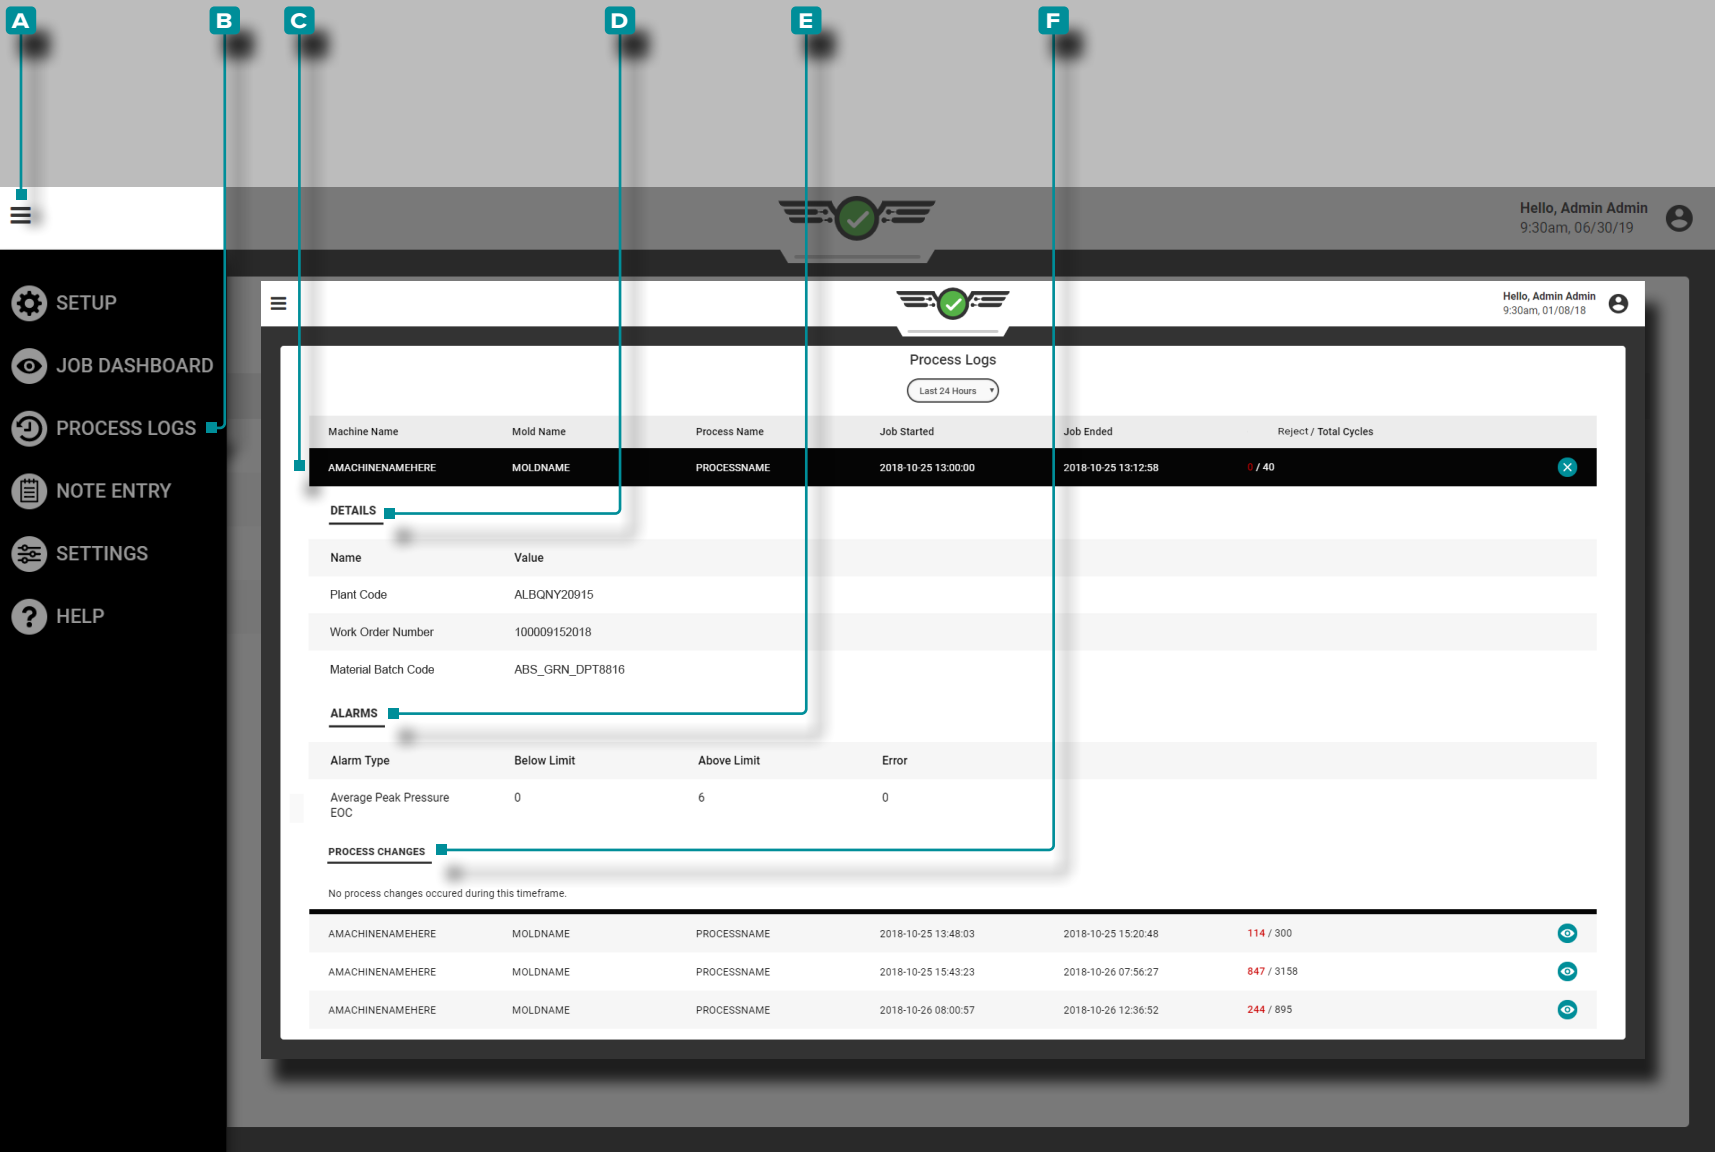 A B C D E F
Hello, Admin Admin
9:30am, 06/30/19
SETUP
JOB DASHBOARD
PROCESS LOGS
NOTE ENTRY
SETTINGS
HELP
Hello, Admin Admin
9:30am, 01/08/18
Process Logs
Last 24 Hours
Machine Name Mold Name Process Name Job Started Job Ended Reject / Total Cycles
AMACHINENAMEHERE MOLDNAME PROCESSNAME 2018-10-25 13:00:00 2018-10-25 13:12:58 0 / 40
DETAILS
Name Value
Plant Code ALBQNY20915
Work Order Number 100009152018
Material Batch Code ABS_GRN_DPT8816
ALARMS
Alarm Type Below Limit Above Limit Error
Average Peak Pressure 0 6 0
EOC
PROCESS CHANGES
No process changes occured during this timeframe.
AMACHINENAMEHERE MOLDNAME PROCESSNAME 2018-10-25 13:48:03 2018-10-25 15:20:48 114 / 300
AMACHINENAMEHERE MOLDNAME PROCESSNAME 2018-10-25 15:43:23 2018-10-26 07:56:27 847 / 3158
AMACHINENAMEHERE MOLDNAME PROCESSNAME 2018-10-26 08:00:57 2018-10-26 12:36:52 244 / 895